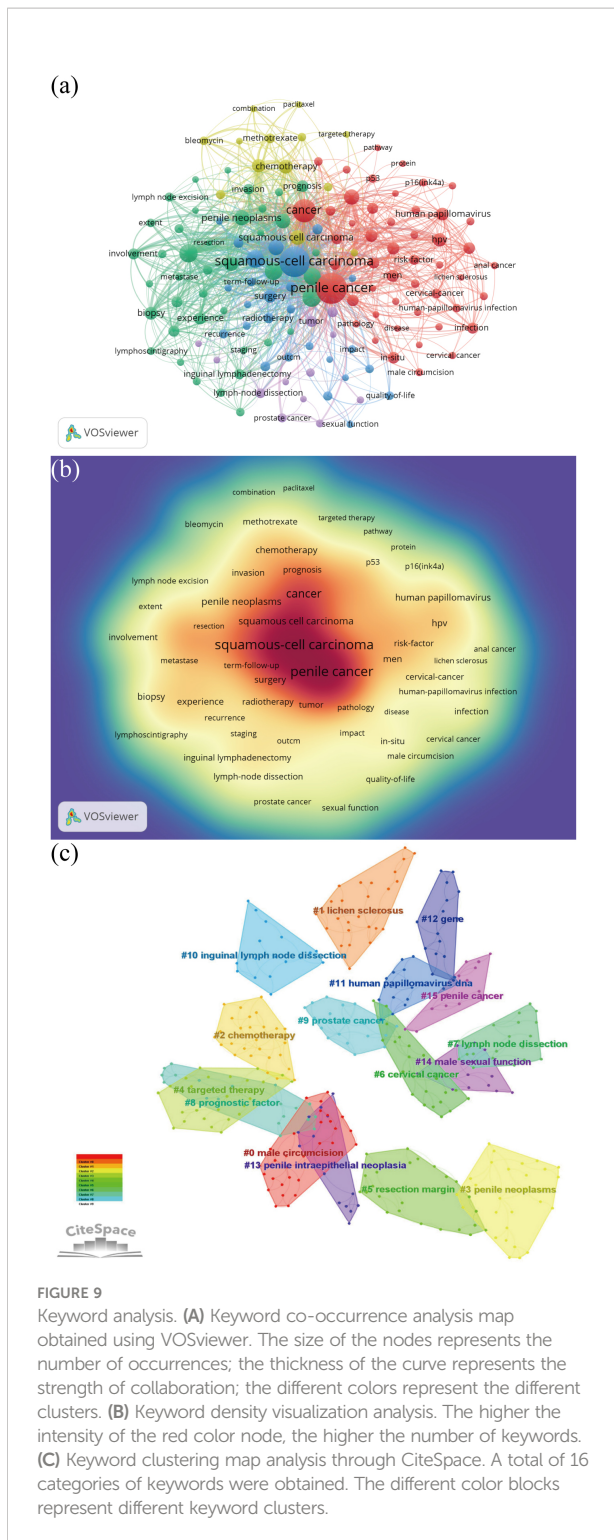 (a)
combination paclitaxel
bleomycin methotrexate targeted therapy
pathway
chemotherapy protein
lymph node excision invasion prognosis p53 p16(ink4a)
extent penile neoplasms cancer human papillomavirus
involvement resection squamous cell carcinoma hpv
metastase squamous-cell carcinoma risk-factor anal cancer
term-follow-up men lichen sclerosus
biopsy experience surgery penile cancer cervical-cancer
radiotherapy tumor pathology human-papillomavirus infection
recurrence disease infection
lymphoscintigraphy staging outcm impact in-situ cervical cancer
inguinal lymphadenectomy male circumcision
lymph-node dissection quality-of-life
prostate cancer sexual function
VOSviewer
(b)
combination paclitaxel
bleomycin methotrexate targeted therapy
pathway
chemotherapy protein
lymph node excision invasion prognosis p53 p16(ink4a)
extent penile neoplasms cancer human papillomavirus
involvement resection squamous cell carcinoma hpv
metastase squamous-cell carcinoma risk-factor anal cancer
term-follow-up men lichen sclerosus
biopsy experience surgery penile cancer cervical-cancer
radiotherapy tumor pathology human-papillomavirus infection
recurrence disease infection
lymphoscintigraphy staging outcm impact in-situ cervical cancer
inguinal lymphadenectomy male circumcision
lymph-node dissection quality-of-life
prostate cancer sexual function
VOSviewer
(c)
#1 lichen sclerosus
#12 gene
#10 inguinal lymph node dissection
#11 human papillomavirus dna
#15 penile cancer
#9 prostate cancer
#2 chemotherapy
#7 lymph node dissection
#14 male sexual function
#6 cervical cancer
#4 targeted therapy
#8 prognostic factor
#0 male circumcision
#13 penile intraepithelial neoplasia
#5 resection margin
#3 penile neoplasms
CiteSpace
FIGURE 9
Keyword analysis. (A) Keyword co-occurrence analysis map
obtained using VOSviewer. The size of the nodes represents the
number of occurrences; the thickness of the curve represents the
strength of collaboration; the different colors represent the different
clusters. (B) Keyword density visualization analysis. The higher the
intensity of the red color node, the higher the number of keywords.
(C) Keyword clustering map analysis through CiteSpace. A total of 16
categories of keywords were obtained. The different color blocks
represent different keyword clusters.